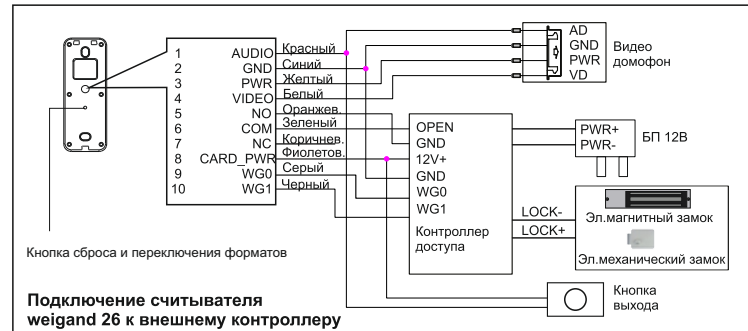 1 AUDIO Красный
2 GND Синий
3 PWR Желтый
4 VIDEO Белый
5 NO Оранжев.
6 COM Зеленый
7 NC Коричнев.
8 CARD_PWR Фиолетов.
9 WG0 Серый
10 WG1 Черный
AD
GND
PWR
VD
Видео
домофон
OPEN
GND
12V+
GND
WG0
WG1
Контроллер
доступа
PWR+
PWR-
БП 12В
LOCK-
LOCK+
Эл.магнитный замок
Эл.механический замок
Кнопка
выхода
Кнопка сброса и переключения форматов
Подключение считывателя
weigand 26 к внешнему контроллеру